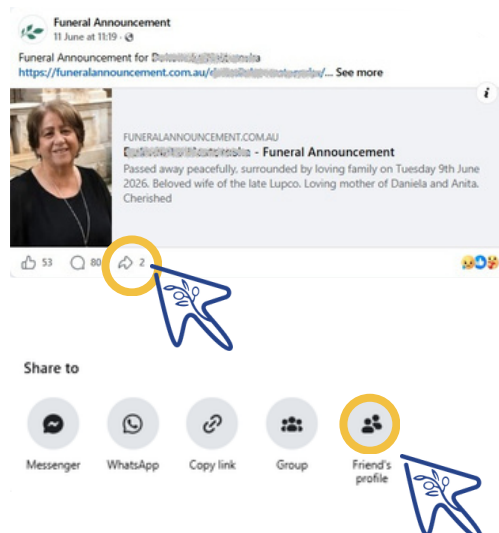 Funeral Announcement
11 June at 11:19 ·
Funeral Announcement for
https://funeralannouncement.com.au/ /... See more
FUNERALANNOUNCEMENT.COM.AU
- Funeral Announcement
Passed away peacefully, surrounded by loving family on Tuesday 9th June
2026. Beloved wife of the late Lupco. Loving mother of Daniela and Anita.
Cherished
53 80 2
Share to
Messenger WhatsApp Copy link Group Friend's
profile